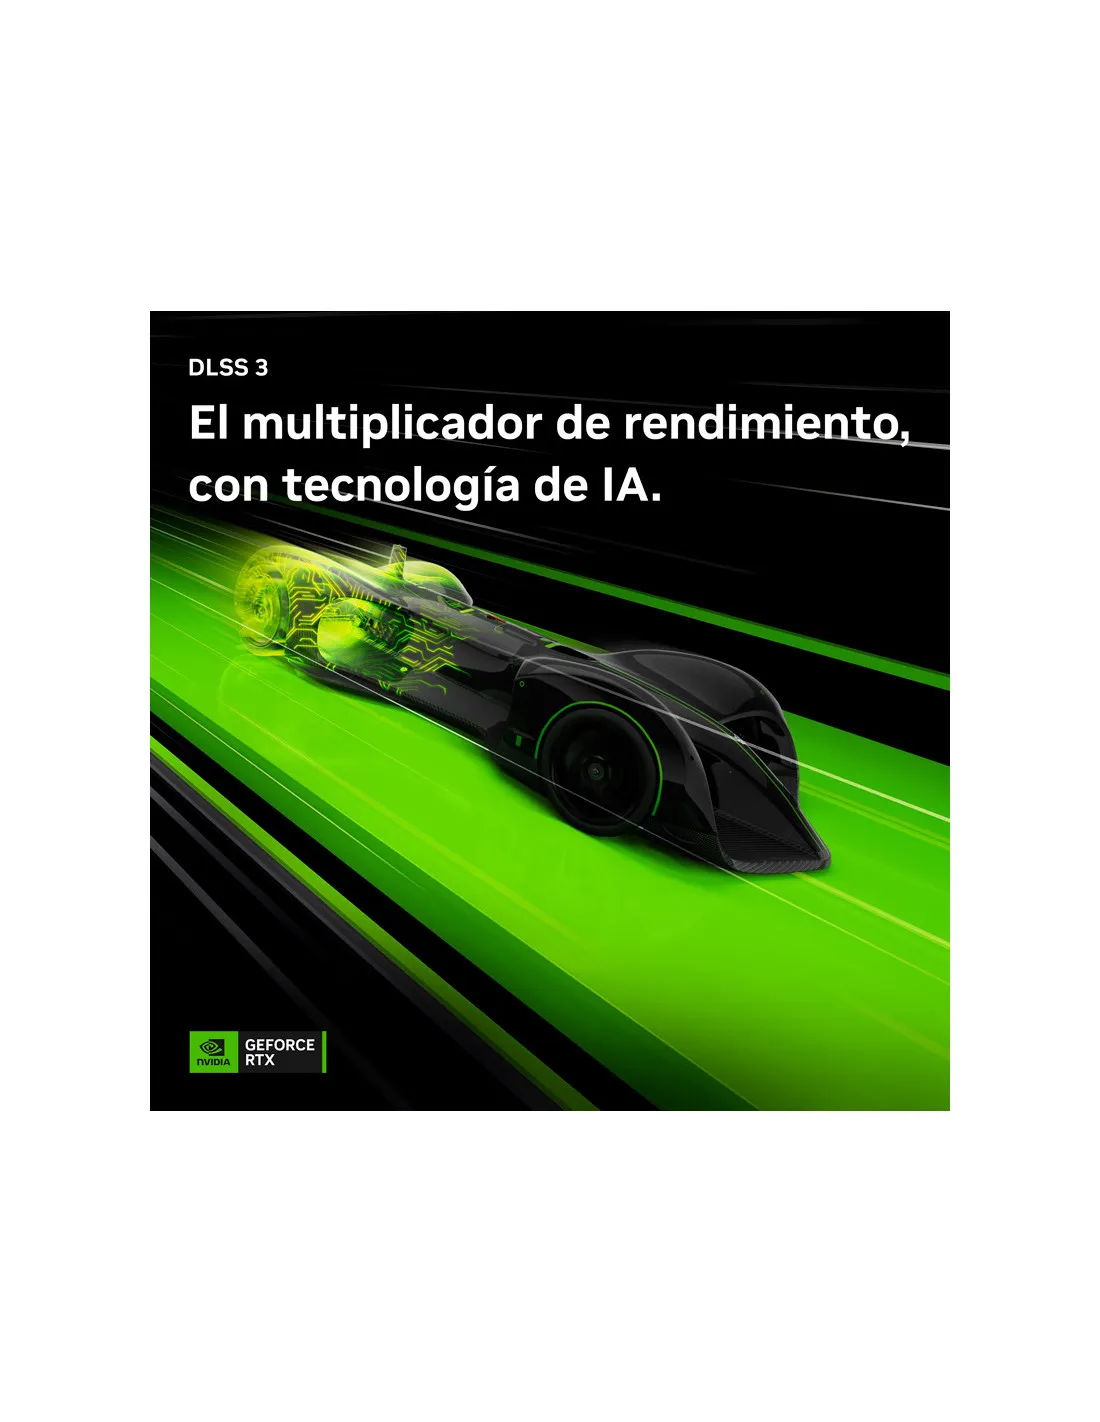 DLSS 3
El multiplicador de rendimiento,
con tecnología de IA.
NVIDIA
GEFORCE
RTX